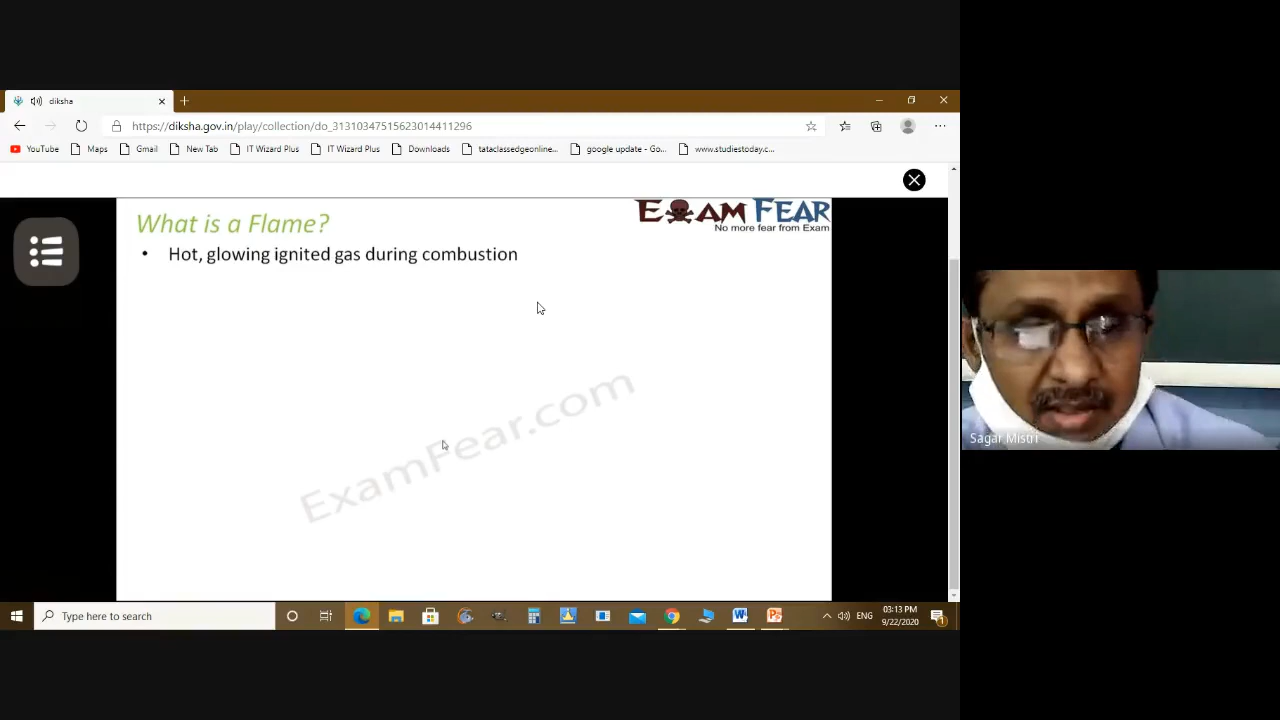 diksha
https://diksha.gov.in/play/collection/do_31310347515623014411296
YouTube
Maps
Gmail
New Tab
IT Wizard Plus
IT Wizard Plus
Downloads
tataclassedgeonline...
google update - Go...
www.studiestoday.c...
What is a Flame?
EXAM FEAR
No more fear from Exam
• Hot, glowing ignited gas during combustion
ExamFear.com
Sagar Mistri
Type here to search
ENG
03:13 PM
9/22/2020
1